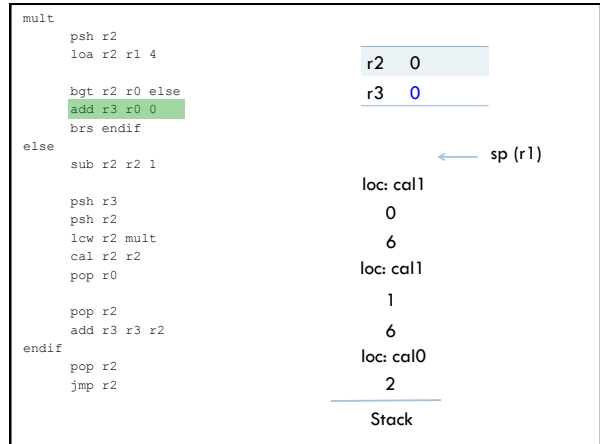 mult
psh r2
loa r2 r1 4
bgt r2 r0 else
add r3 r0 0
brs endif
else
sub r2 r2 1
psh r3
psh r2
lcw r2 mult
cal r2 r2
pop r0
pop r2
add r3 r3 r2
endif
pop r2
jmp r2
r2 0
r3 0
sp (r1)
loc: cal1
0
6
loc: cal1
1
6
loc: cal0
2
Stack